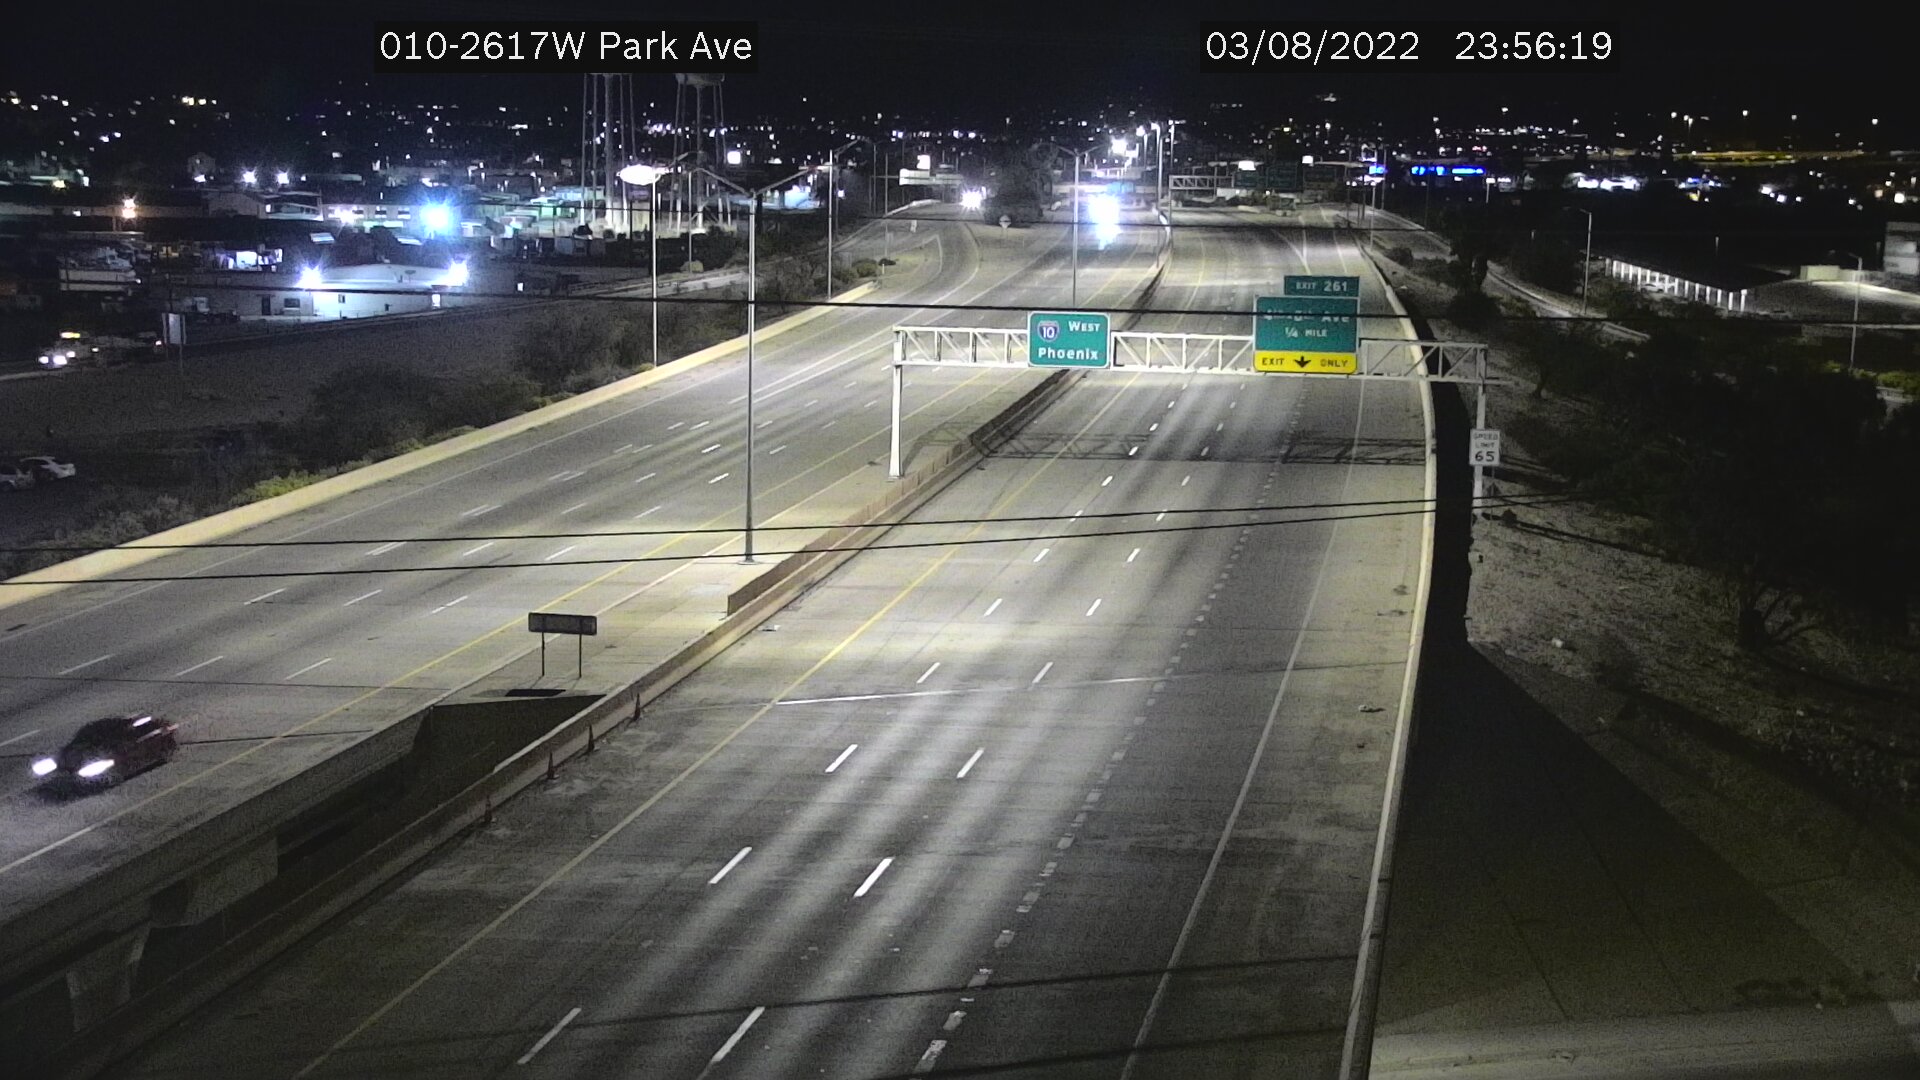 010-2617W Park Ave
03/08/2022 23:56:19
EXIT 261
Ave
¼ MILE
EXIT ONLY
10 WEST
Phoenix
SPEED
LIMIT
65